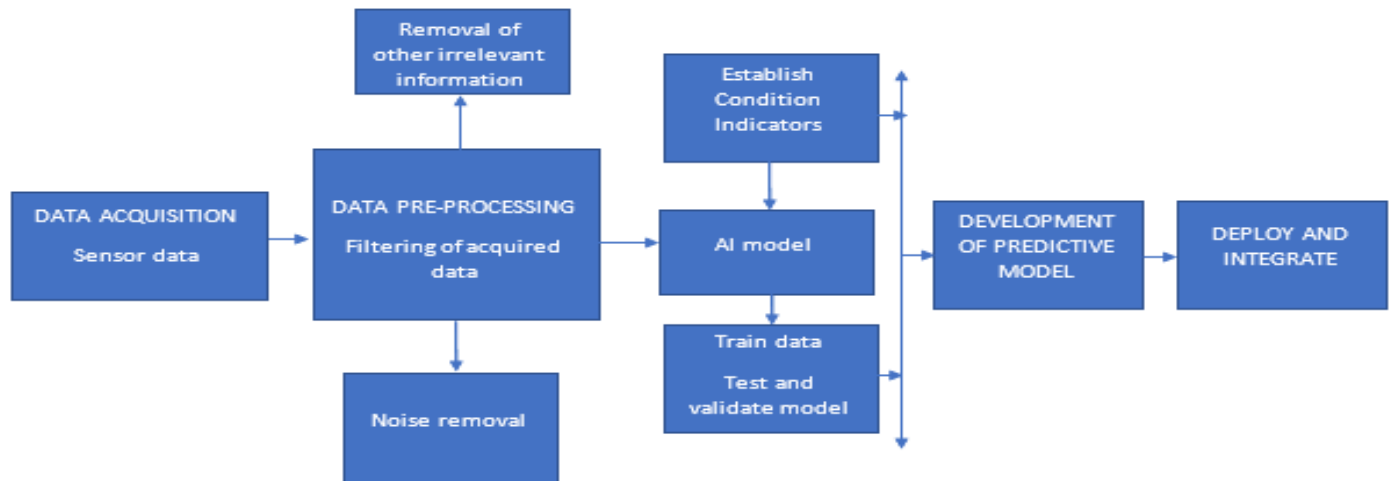 Removal of
other irrelevant
information
Establish
Condition
Indicators
DATA ACQUISITION
Sensor data
DATA PRE-PROCESSING
Filtering of acquired
data
AI model
DEVELOPMENT
OF PREDICTIVE
MODEL
DEPLOY AND
INTEGRATE
Train data
Test and
validate model
Noise removal